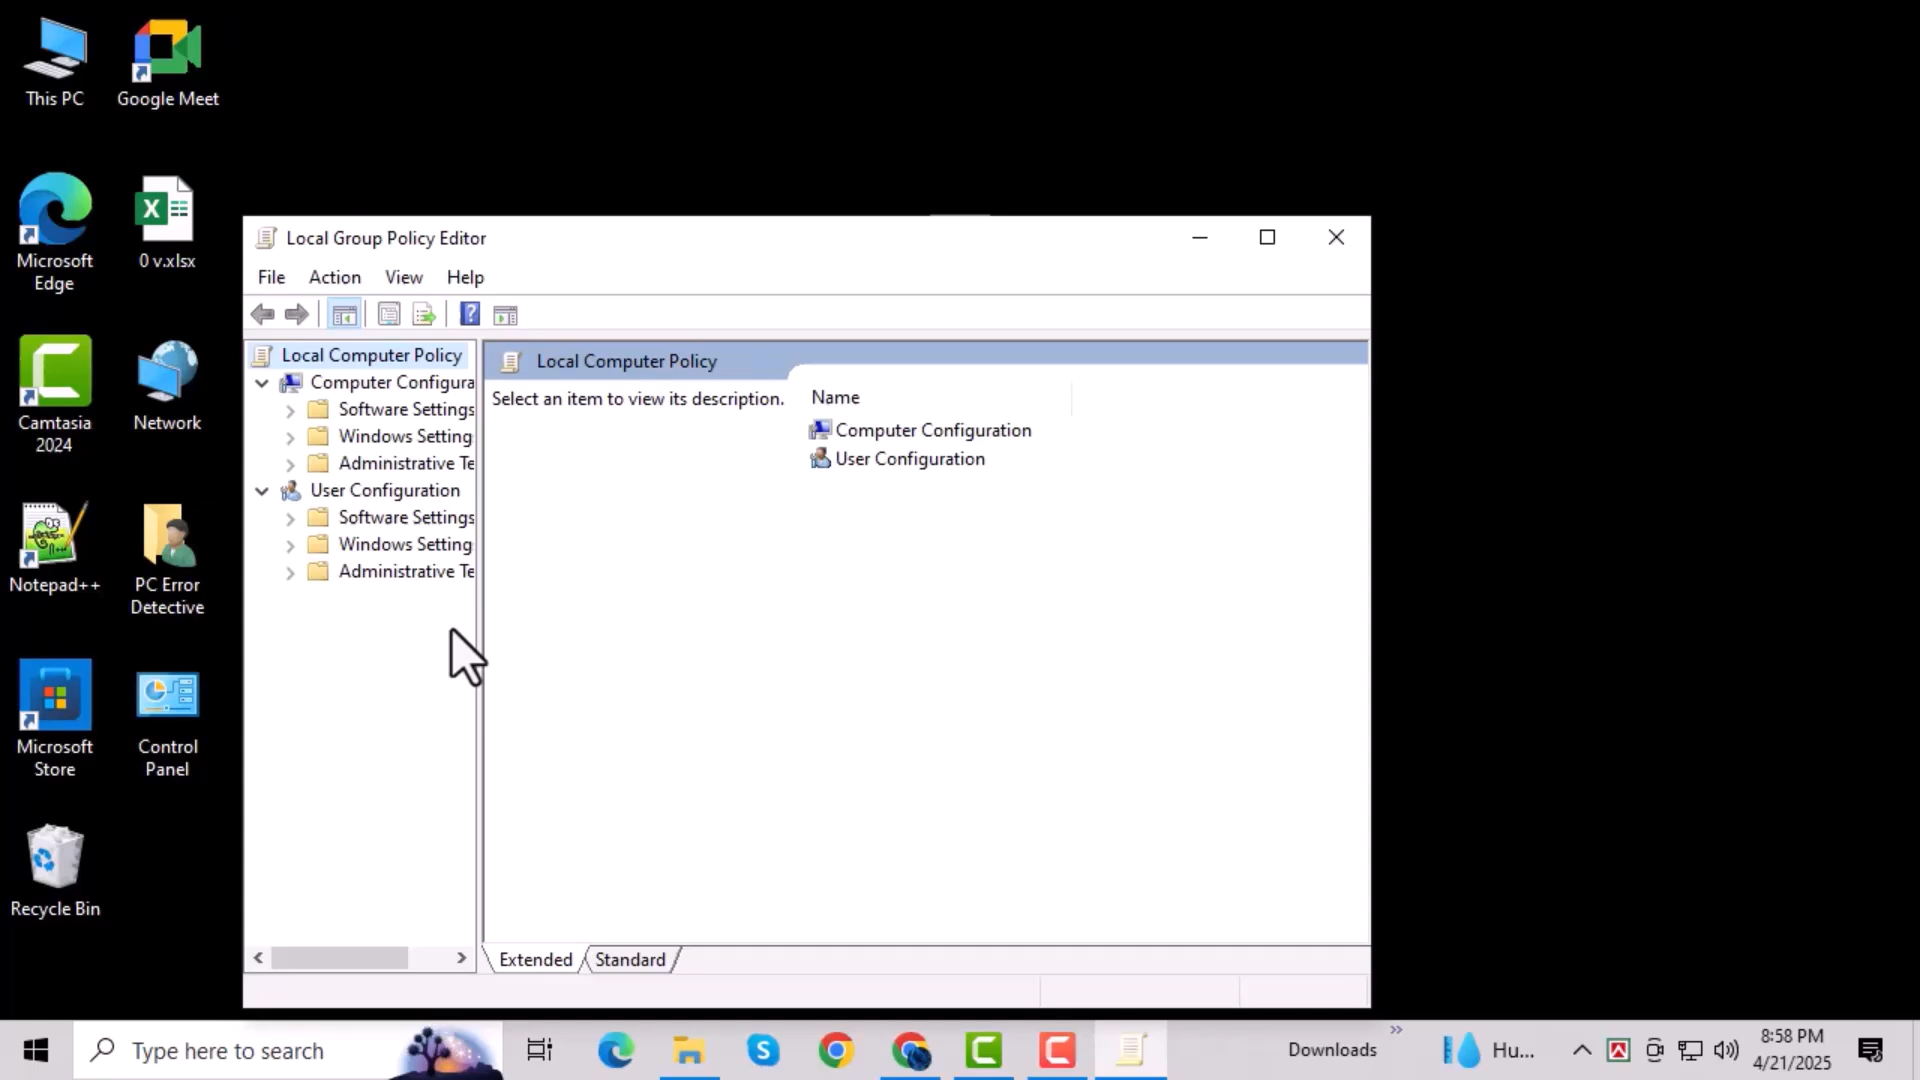 This PC
Google Meet
Microsoft
Edge
0 v.xlsx
Camtasia
2024
Network
Notepad++
PC Error
Detective
Microsoft
Store
Control
Panel
Recycle Bin
Local Group Policy Editor
File Action View Help
Local Computer Policy
Computer Configura
Software Settings
Windows Setting
Administrative Te
User Configuration
Software Settings
Windows Setting
Administrative Te
Local Computer Policy
Select an item to view its description.
Name
Computer Configuration
User Configuration
Extended Standard
Type here to search
Downloads
Hu...
8:58 PM
4/21/2025